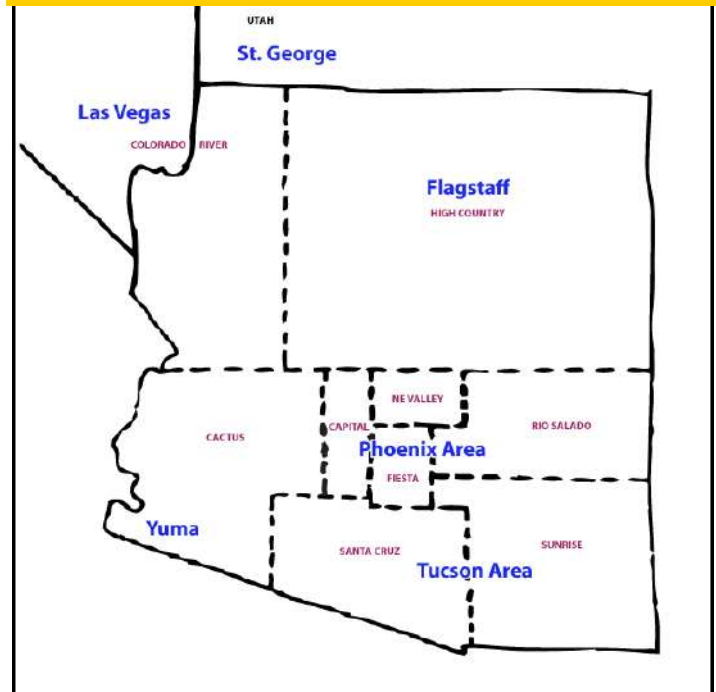 UTAH
St. George
Las Vegas
COLORADO RIVER
Flagstaff
HIGH COUNTRY
NE VALLEY
CACTUS
CAPITAL
RIO SALADO
Phoenix Area
FIESTA
Yuma
SANTA CRUZ
SUNRISE
Tucson Area